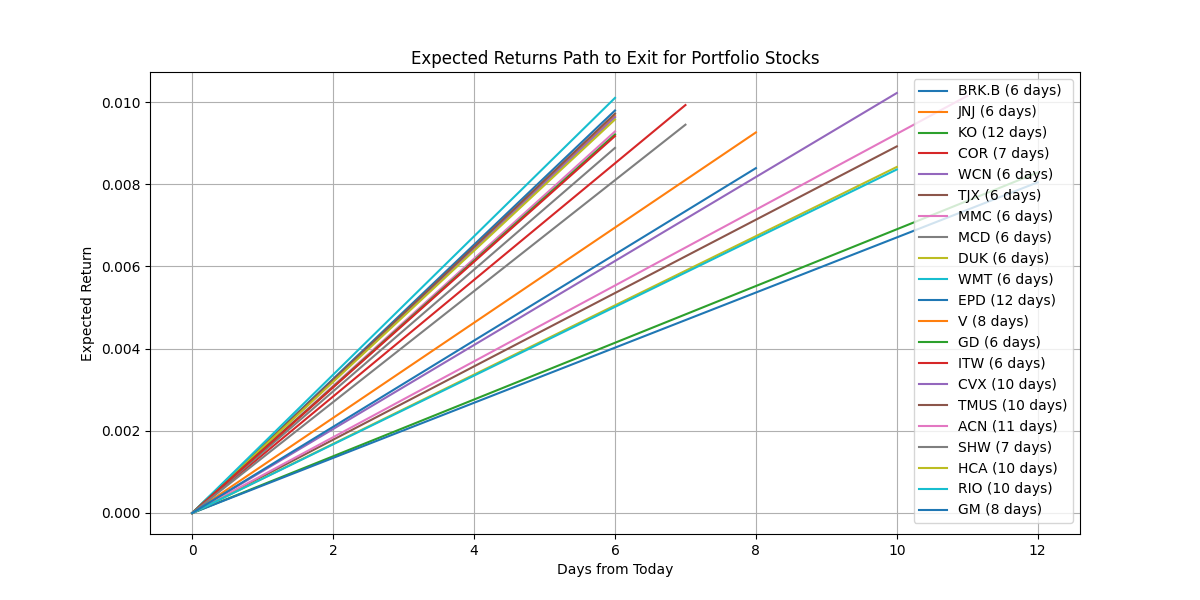 Expected Returns Path to Exit for Portfolio Stocks
0.010
0.008
0.006
0.004
0.002
0.000
Expected Return
0
2
4
6
8
10
12
Days from Today
BRK.B (6 days)
JNJ (6 days)
KO (12 days)
COR (7 days)
WCN (6 days)
TJX (6 days)
MMC (6 days)
MCD (6 days)
DUK (6 days)
WMT (6 days)
EPD (12 days)
V (8 days)
GD (6 days)
ITW (6 days)
CVX (10 days)
TMUS (10 days)
ACN (11 days)
SHW (7 days)
HCA (10 days)
RIO (10 days)
GM (8 days)